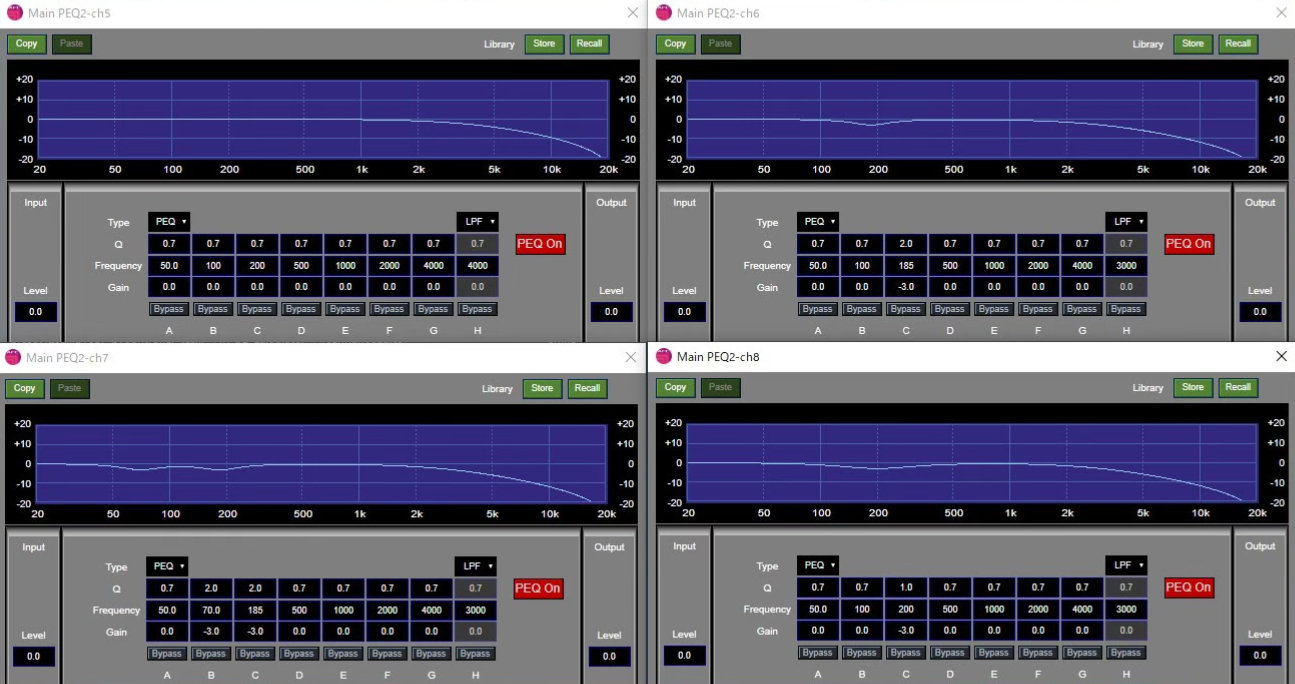 Main PEQ2-ch5
Copy Paste Library Store Recall
+20 +20
+10 +10
0 0
-10 -10
-20 -20
20 50 100 200 500 1k 2k 5k 10k 20k
Input Output
Type PEQ LPF
Q 0.7 0.7 0.7 0.7 0.7 0.7 0.7 0.7 PEQ On
Frequency 50.0 100 200 500 1000 2000 4000 4000
Level Gain 0.0 0.0 0.0 0.0 0.0 0.0 0.0 0.0 Level
0.0 Bypass Bypass Bypass Bypass Bypass Bypass Bypass Bypass 0.0
A B C D E F G H
Main PEQ2-ch6
Copy Paste Library Store Recall
+20 +20
+10 +10
0 0
-10 -10
-20 -20
20 50 100 200 500 1k 2k 5k 10k 20k
Input Output
Type PEQ LPF
Q 0.7 0.7 2.0 0.7 0.7 0.7 0.7 0.7 PEQ On
Frequency 50.0 100 185 500 1000 2000 4000 3000
Level Gain 0.0 0.0 -3.0 0.0 0.0 0.0 0.0 0.0 Level
0.0 Bypass Bypass Bypass Bypass Bypass Bypass Bypass Bypass 0.0
A B C D E F G H
Main PEQ2-ch7
Copy Paste Library Store Recall
+20 +20
+10 +10
0 0
-10 -10
-20 -20
20 50 100 200 500 1k 2k 5k 10k 20k
Input Output
Type PEQ LPF
Q 0.7 2.0 2.0 0.7 0.7 0.7 0.7 0.7 PEQ On
Frequency 50.0 70.0 185 500 1000 2000 4000 3000
Level Gain 0.0 -3.0 -3.0 0.0 0.0 0.0 0.0 0.0 Level
0.0 Bypass Bypass Bypass Bypass Bypass Bypass Bypass Bypass 0.0
A B C D E F G H
Main PEQ2-ch8
Copy Paste Library Store Recall
+20 +20
+10 +10
0 0
-10 -10
-20 -20
20 50 100 200 500 1k 2k 5k 10k 20k
Input Output
Type PEQ LPF
Q 0.7 0.7 1.0 0.7 0.7 0.7 0.7 0.7 PEQ On
Frequency 50.0 100 200 500 1000 2000 4000 3000
Level Gain 0.0 0.0 -3.0 0.0 0.0 0.0 0.0 0.0 Level
0.0 Bypass Bypass Bypass Bypass Bypass Bypass Bypass Bypass 0.0
A B C D E F G H